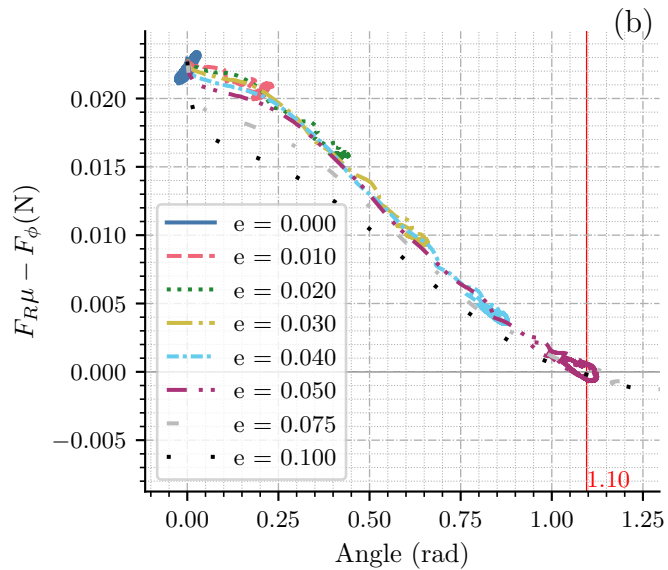 (b)
0.020
0.015
0.010
0.005
0.000
−0.005
F_Rμ − F_ϕ(N)
e = 0.000
e = 0.010
e = 0.020
e = 0.030
e = 0.040
e = 0.050
e = 0.075
e = 0.100
1.10
0.00 0.25 0.50 0.75 1.00 1.25
Angle (rad)